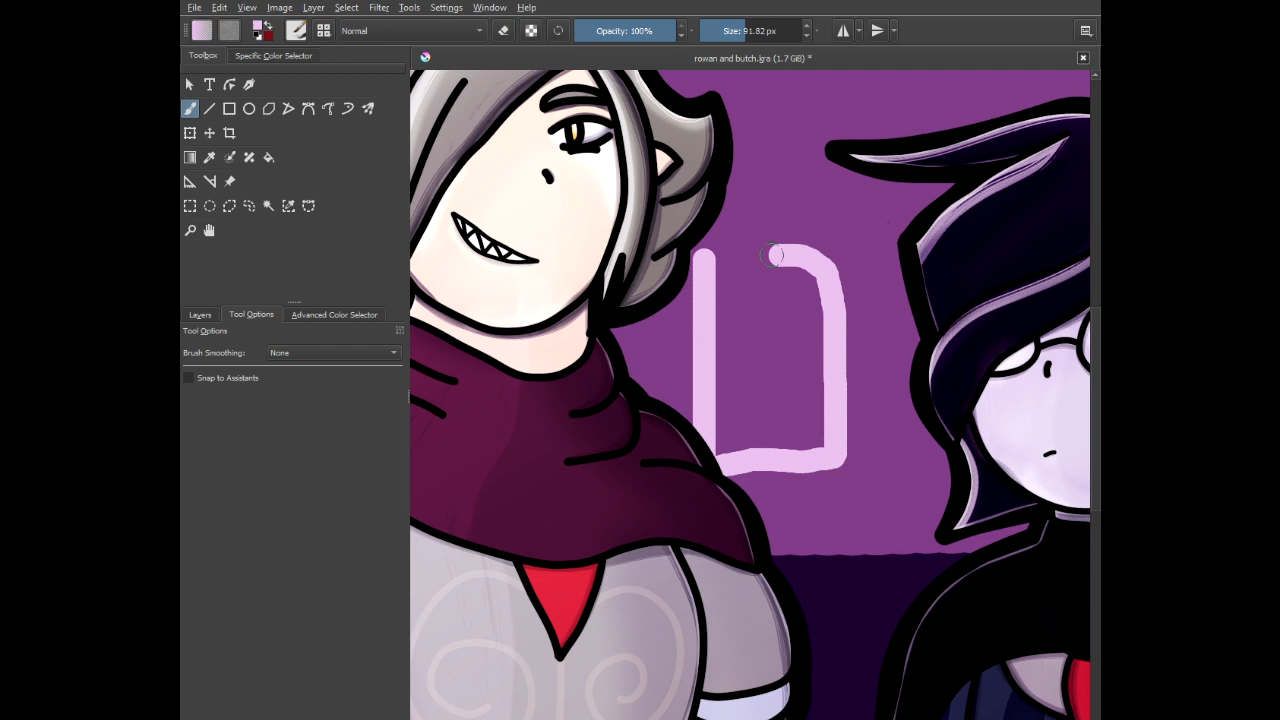 File Edit View Image Layer Select Filter Tools Settings Window Help
Normal Opacity: 100% Size: 91.82 px
Toolbox Specific Color Selector
rowan and butch.kra (1.7 GiB) *
Layers Tool Options Advanced Color Selector
Tool Options
Brush Smoothing: None
Snap to Assistants